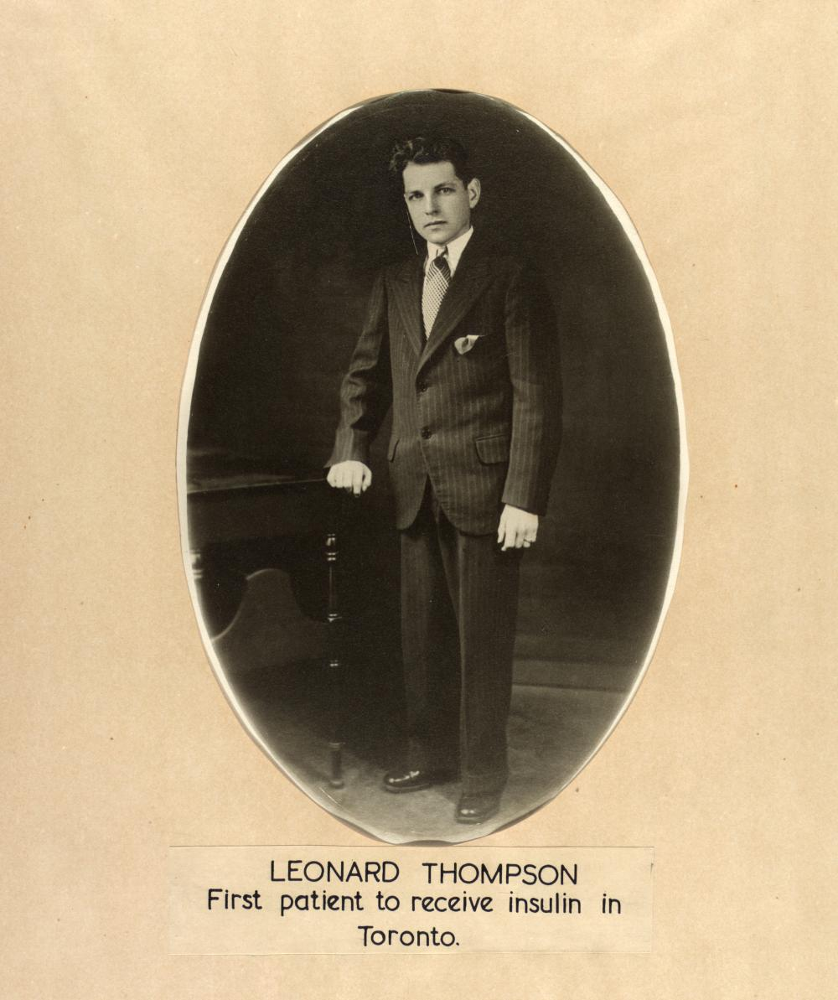 LEONARD THOMPSON
First patient to receive insulin in
Toronto.